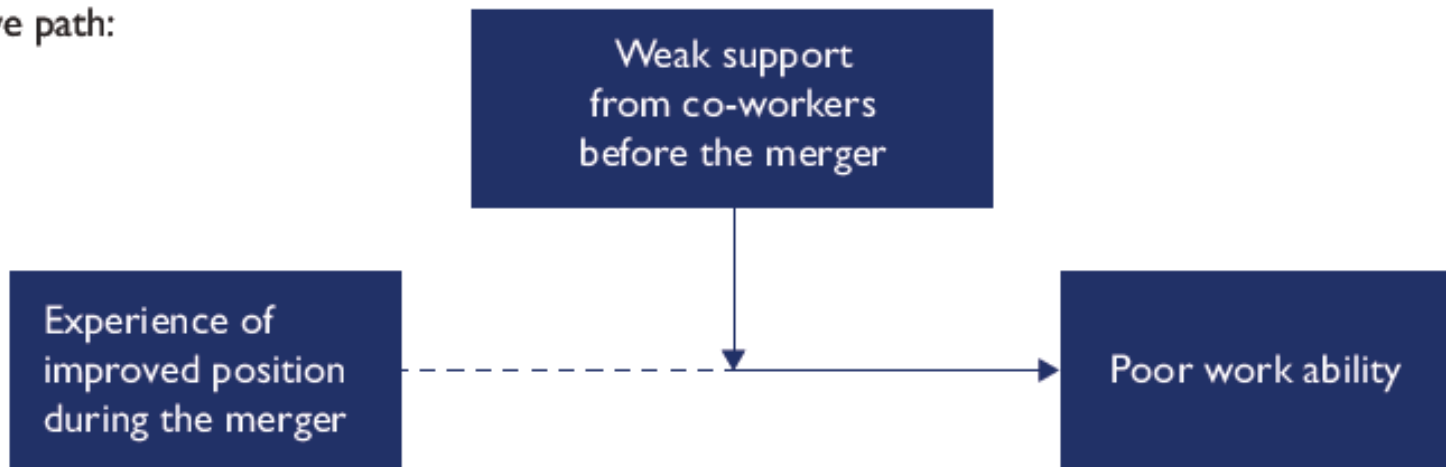 path:
Weak support
from co-workers
before the merger
Experience of
improved position
during the merger
Poor work ability